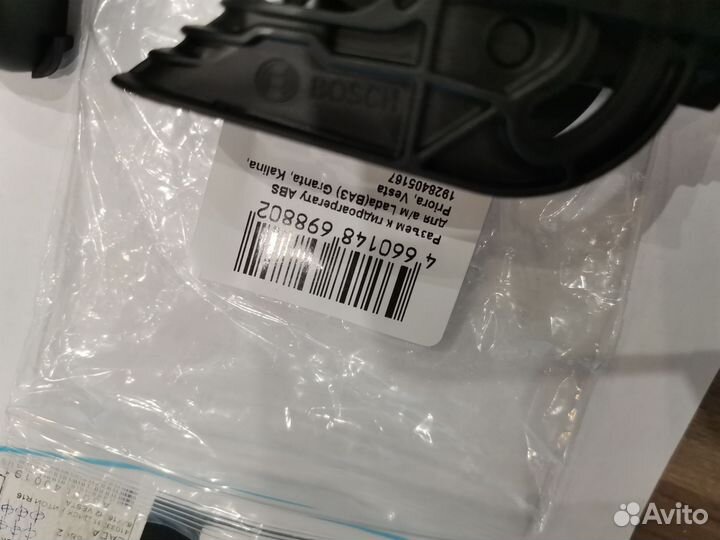 BOSCH
4 660148 698802
Разъем к гидроагрегату ABS
для а/м Lada(ВАЗ) Granta, Kalina,
Priora, Vesta
1928405167
Avito